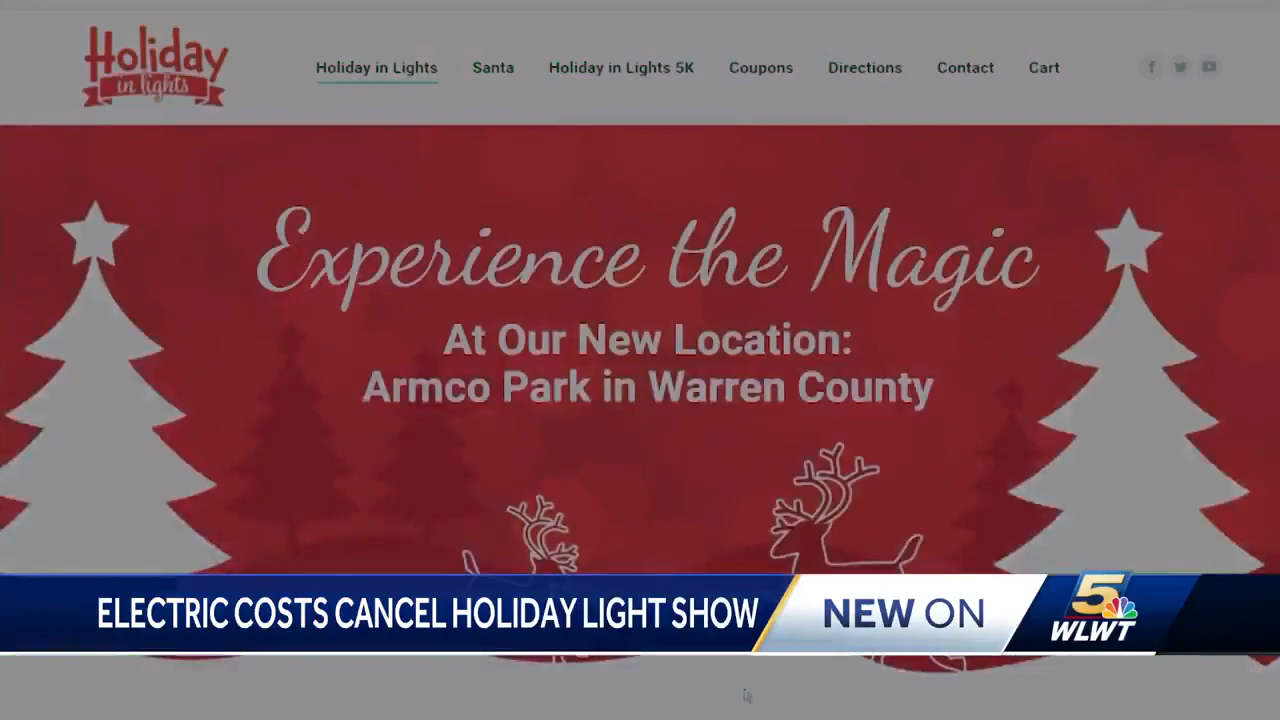 Holiday
in lights
Holiday in Lights Santa Holiday in Lights 5K Coupons Directions Contact Cart
Experience the Magic
At Our New Location:
Armco Park in Warren County
ELECTRIC COSTS CANCEL HOLIDAY LIGHT SHOW
NEW ON
5
WLWT